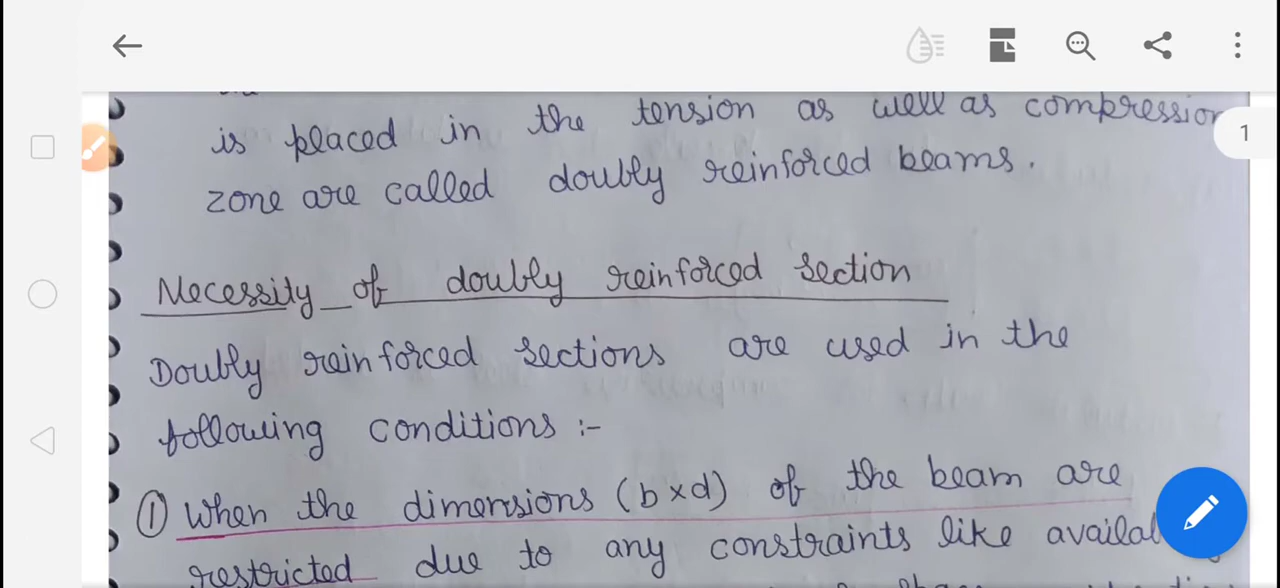 1
is placed in the tension as well as compression
zone are called doubly reinforced beams.
Necessity of doubly reinforced section
Doubly reinforced sections are used in the
following conditions :-
① When the dimensions (b×d) of the beam are
restricted due to any constraints like